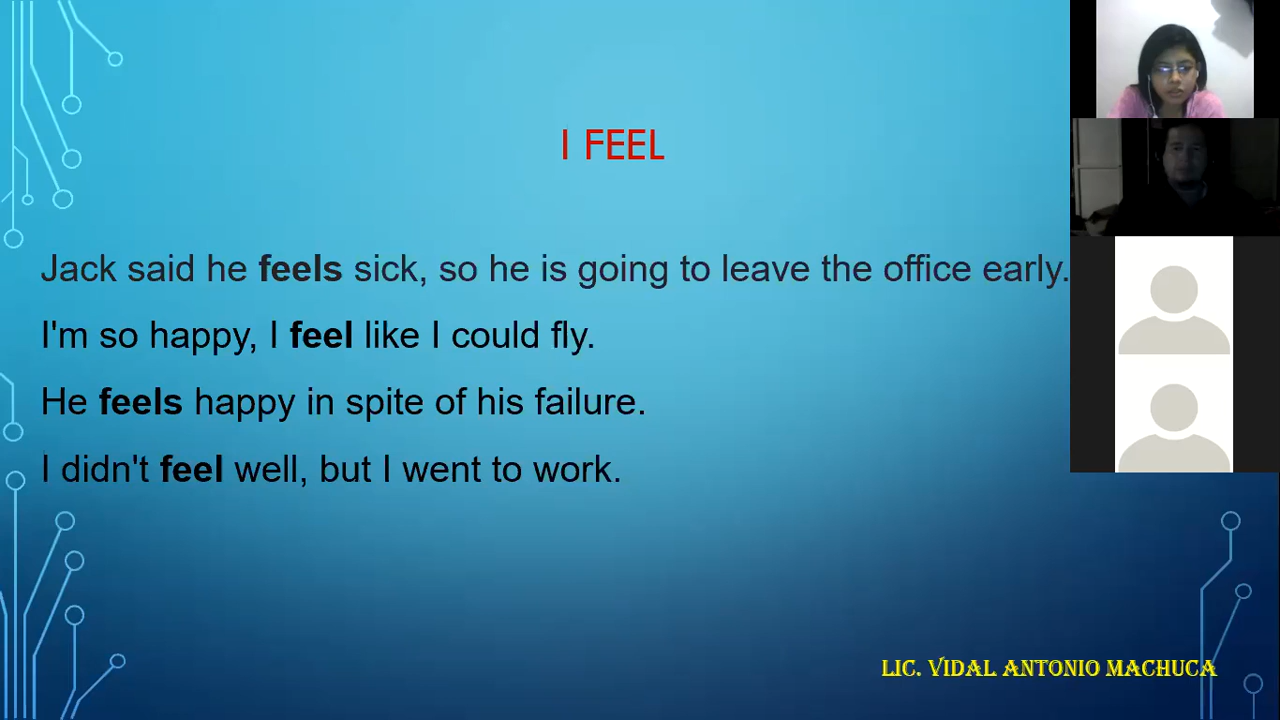 I FEEL
Jack said he feels sick, so he is going to leave the office early.
I'm so happy, I feel like I could fly.
He feels happy in spite of his failure.
I didn't feel well, but I went to work.
LIC. VIDAL ANTONIO MACHUCA